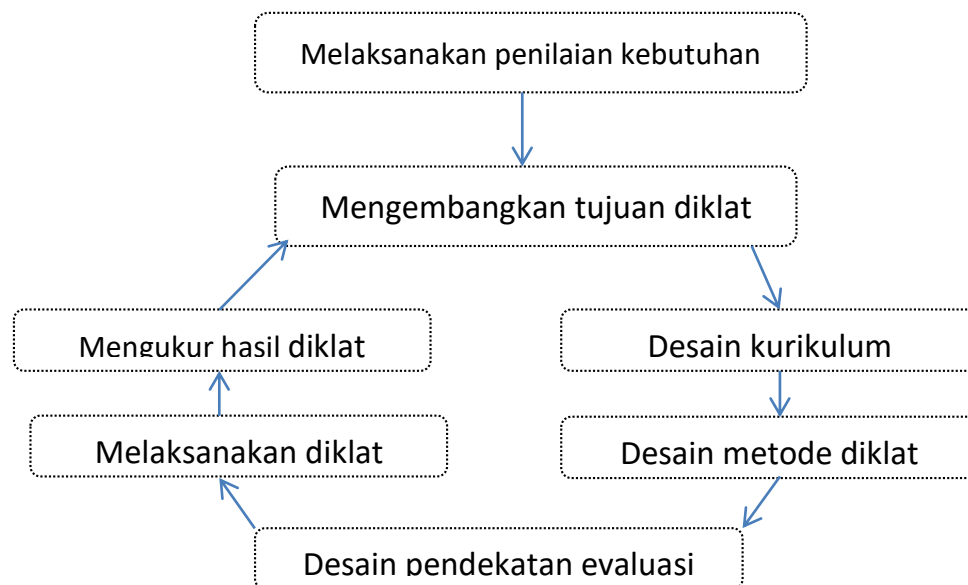 Melaksanakan penilaian kebutuhan
Mengembangkan tujuan diklat
Mengukur hasil diklat
Desain kurikulum
Melaksanakan diklat
Desain metode diklat
Desain pendekatan evaluasi